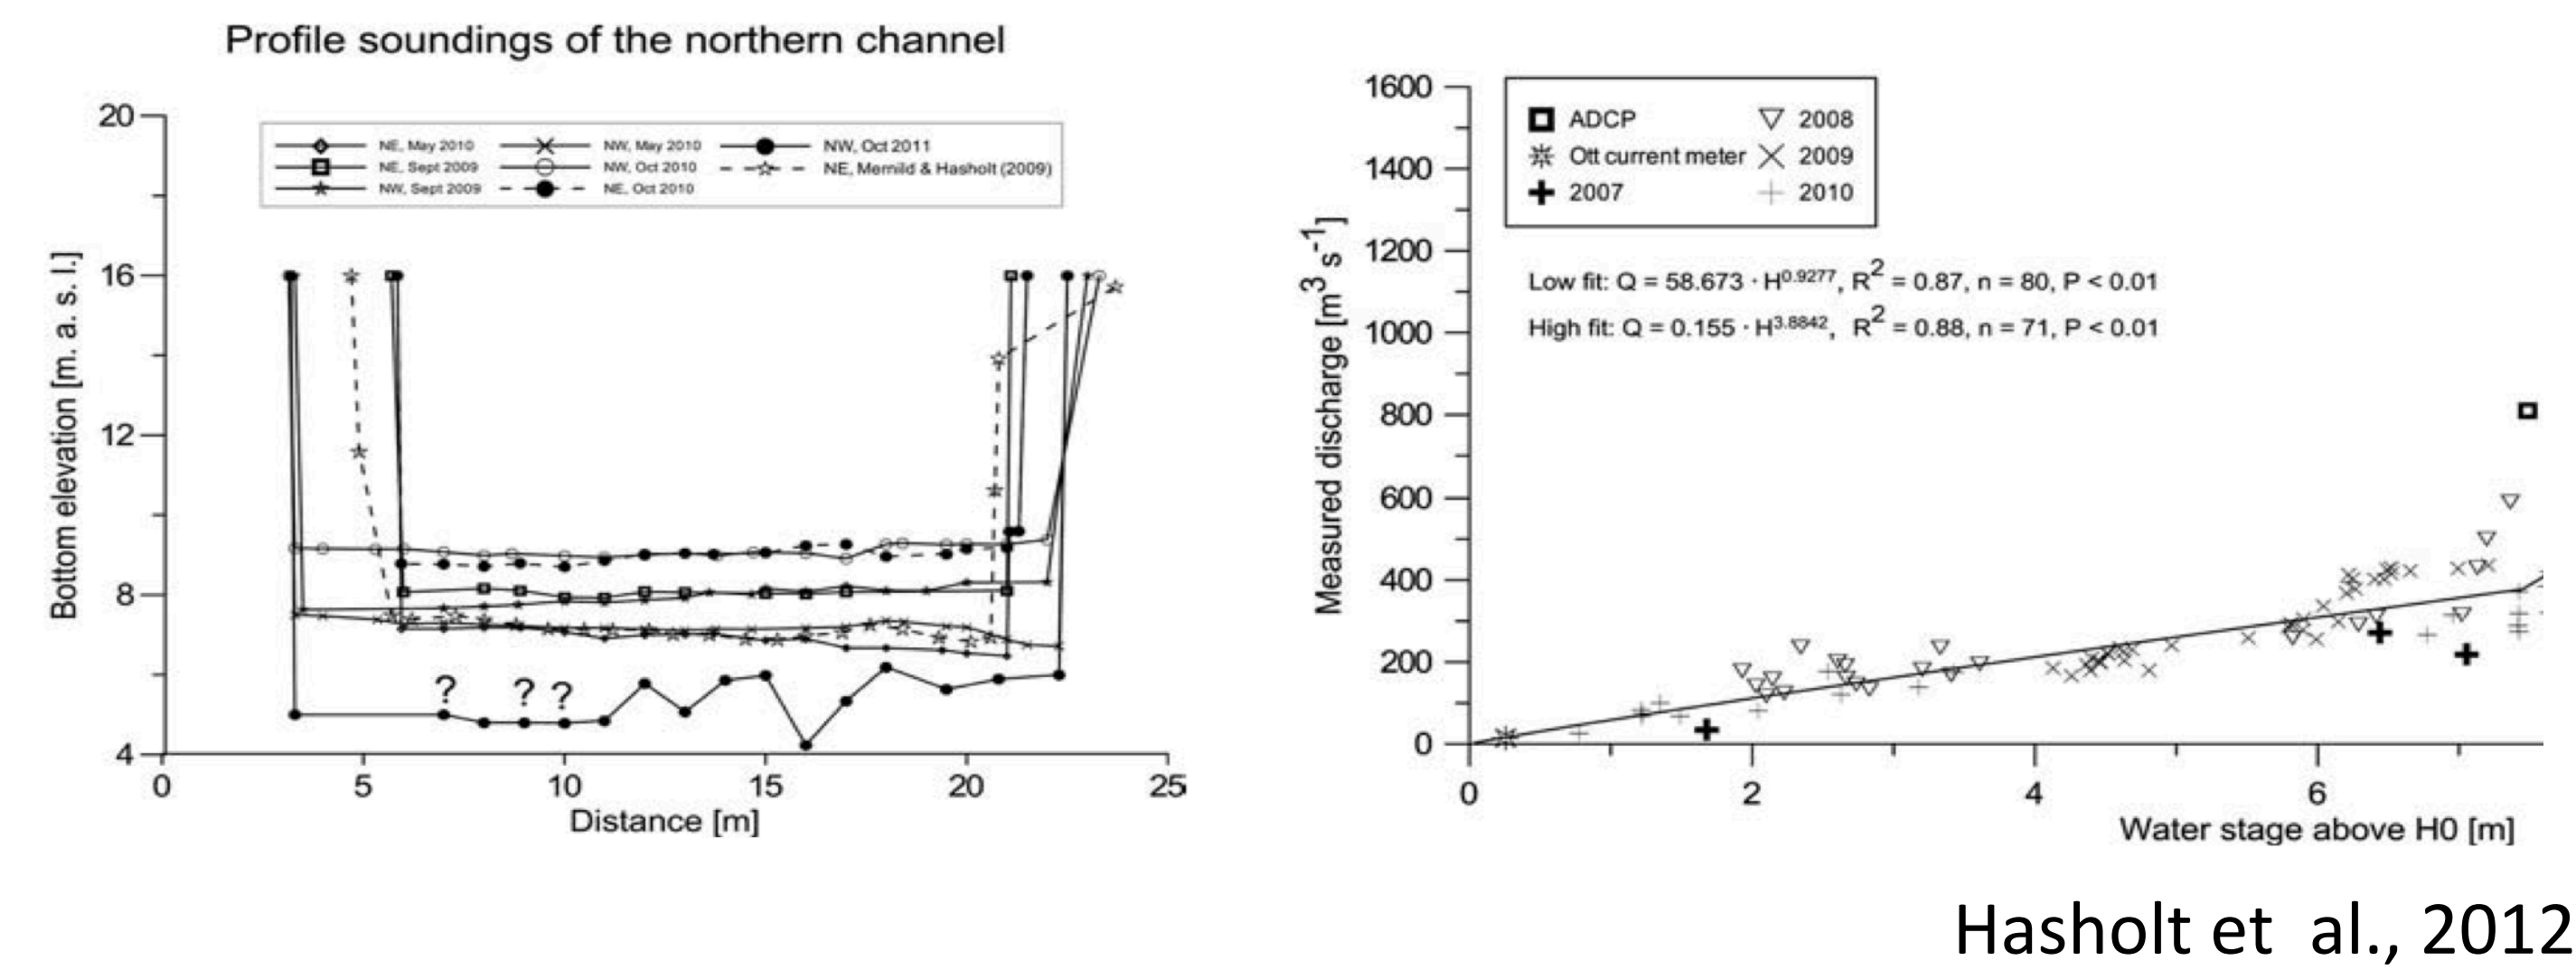 Profile soundings of the northern channel
20
16
12
8
4
Bottom elevation [m. a. s. l.]
NE, May 2010
NE, Sept 2009
NW, Sept 2009
NW, May 2010
NW, Oct 2010
NE, Oct 2010
NW, Oct 2011
NE, Mernild & Hasholt (2009)
? ? ?
0 5 10 15 20 25
Distance [m]
1600
1400
1200
1000
800
600
400
200
0
Measured discharge [m³ s⁻¹]
ADCP
Ott current meter
2007
2008
2009
2010
Low fit: Q = 58.673 · H^0.9277, R² = 0.87, n = 80, P < 0.01
High fit: Q = 0.155 · H^3.8842, R² = 0.88, n = 71, P < 0.01
0 2 4 6
Water stage above H0 [m]
Hasholt et al., 2012